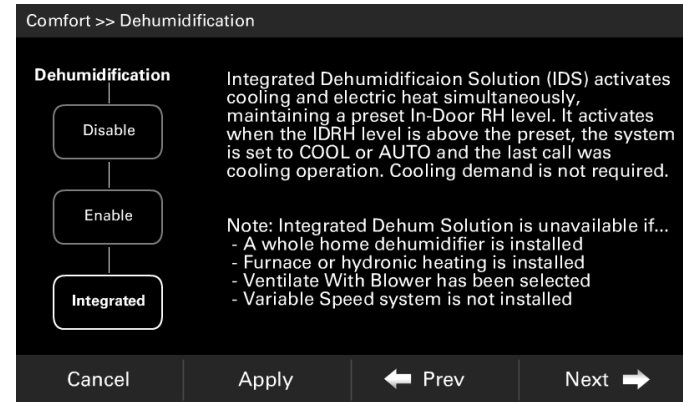 Comfort >> Dehumidification
Dehumidification
Disable
Enable
Integrated
Integrated Dehumidificaion Solution (IDS) activates
cooling and electric heat simultaneously,
maintaining a preset In-Door RH level. It activates
when the IDRH level is above the preset, the system
is set to COOL or AUTO and the last call was
cooling operation. Cooling demand is not required.
Note: Integrated Dehum Solution is unavailable if...
- A whole home dehumidifier is installed
- Furnace or hydronic heating is installed
- Ventilate With Blower has been selected
- Variable Speed system is not installed
Cancel
Apply
Prev
Next